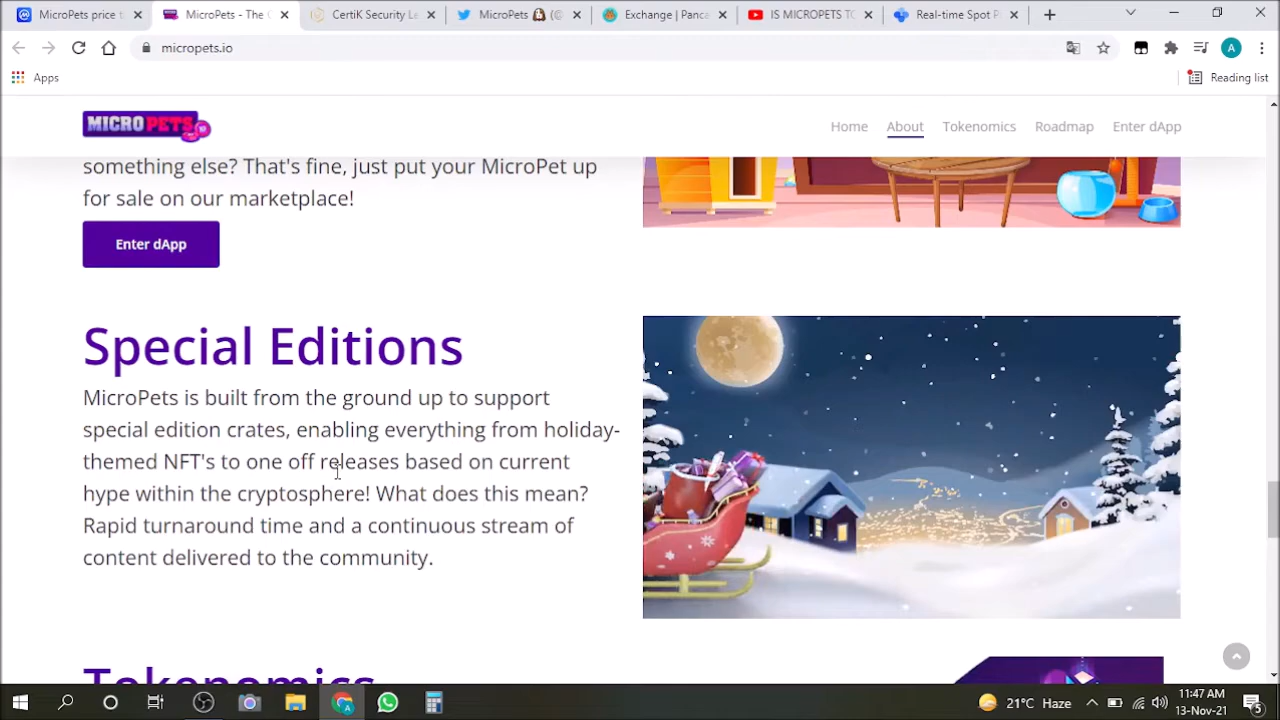 MicroPets price
MicroPets - The
CertiK Security Le
MicroPets
Exchange | Panca
IS MICROPETS TO
Real-time Spot P
micropets.io
A
Apps
Reading list
MICROPETS
Home
About
Tokenomics
Roadmap
Enter dApp
something else? That's fine, just put your MicroPet up
for sale on our marketplace!
Enter dApp
Special Editions
MicroPets is built from the ground up to support
special edition crates, enabling everything from holiday-
themed NFT's to one off releases based on current
hype within the cryptosphere! What does this mean?
Rapid turnaround time and a continuous stream of
content delivered to the community.
Tokenomics
21°C Haze
11:47 AM
13-Nov-21
5